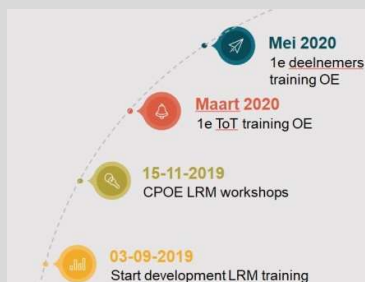 Mei 2020
1e deelnemers
training OE
Maart 2020
1e ToT training OE
15-11-2019
CPOE LRM workshops
03-09-2019
Start development LRM training